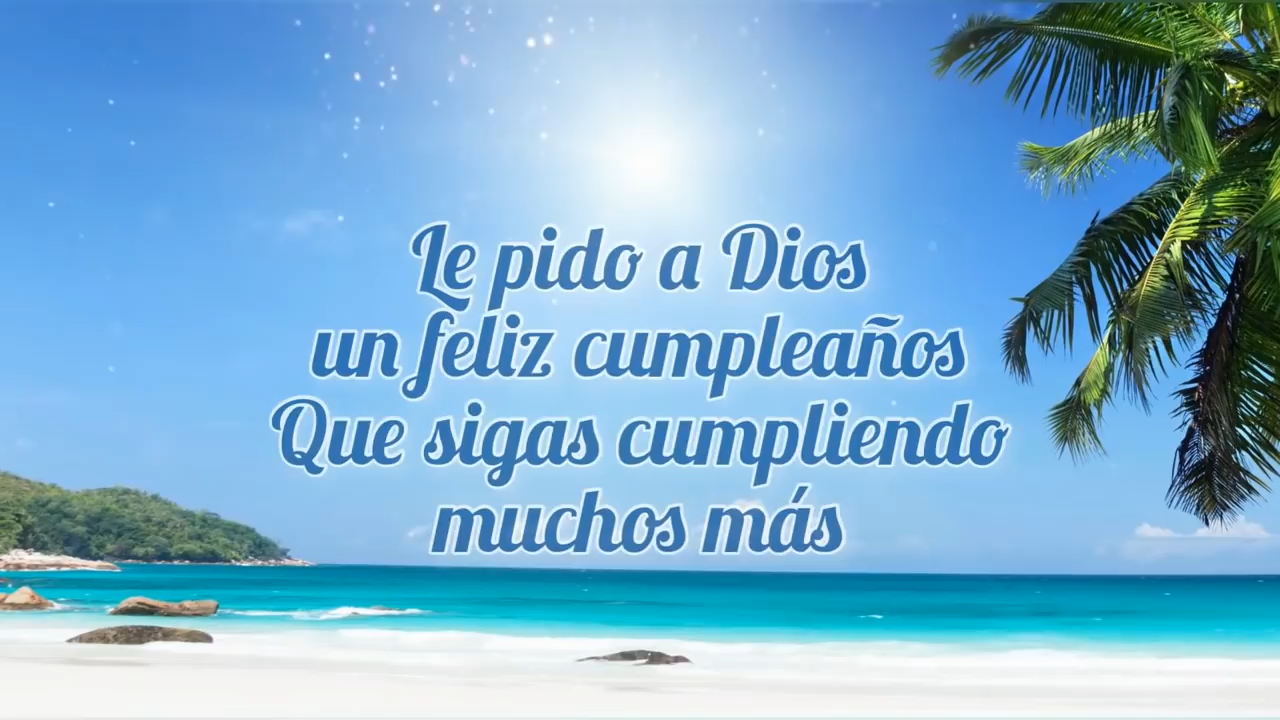 Le pido a Dios
un feliz cumpleaños
Que sigas cumpliendo
muchos más